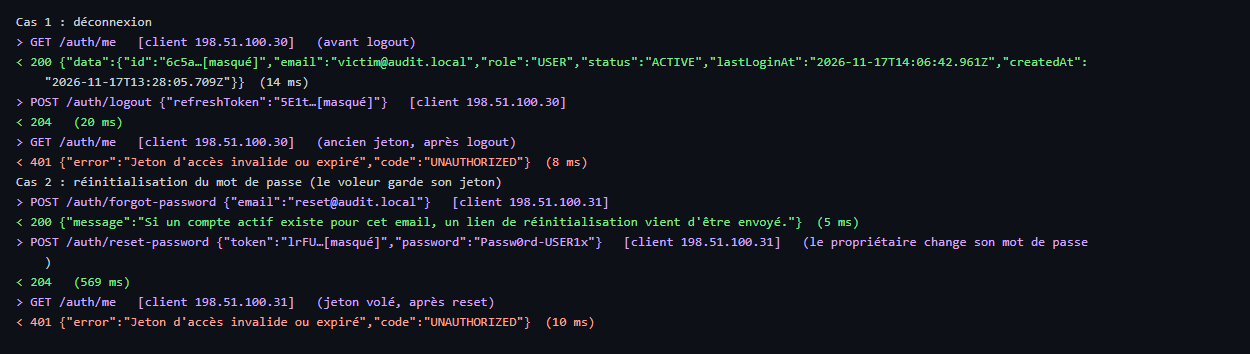 Cas 1 : déconnexion
> GET /auth/me   [client 198.51.100.30]   (avant logout)
< 200 {"data":{"id":"6c5a…[masqué]","email":"victim@audit.local","role":"USER","status":"ACTIVE","lastLoginAt":"2026-11-17T14:06:42.961Z","createdAt":
    "2026-11-17T13:28:05.709Z"}}  (14 ms)
> POST /auth/logout {"refreshToken":"5E1t…[masqué]"}   [client 198.51.100.30]
< 204   (20 ms)
> GET /auth/me   [client 198.51.100.30]   (ancien jeton, après logout)
< 401 {"error":"Jeton d'accès invalide ou expiré","code":"UNAUTHORIZED"}  (8 ms)
Cas 2 : réinitialisation du mot de passe (le voleur garde son jeton)
> POST /auth/forgot-password {"email":"reset@audit.local"}   [client 198.51.100.31]
< 200 {"message":"Si un compte actif existe pour cet email, un lien de réinitialisation vient d'être envoyé."}  (5 ms)
> POST /auth/reset-password {"token":"lrFU…[masqué]","password":"Passw0rd-USER1x"}   [client 198.51.100.31]   (le propriétaire change son mot de passe
    )
< 204   (569 ms)
> GET /auth/me   [client 198.51.100.31]   (jeton volé, après reset)
< 401 {"error":"Jeton d'accès invalide ou expiré","code":"UNAUTHORIZED"}  (10 ms)